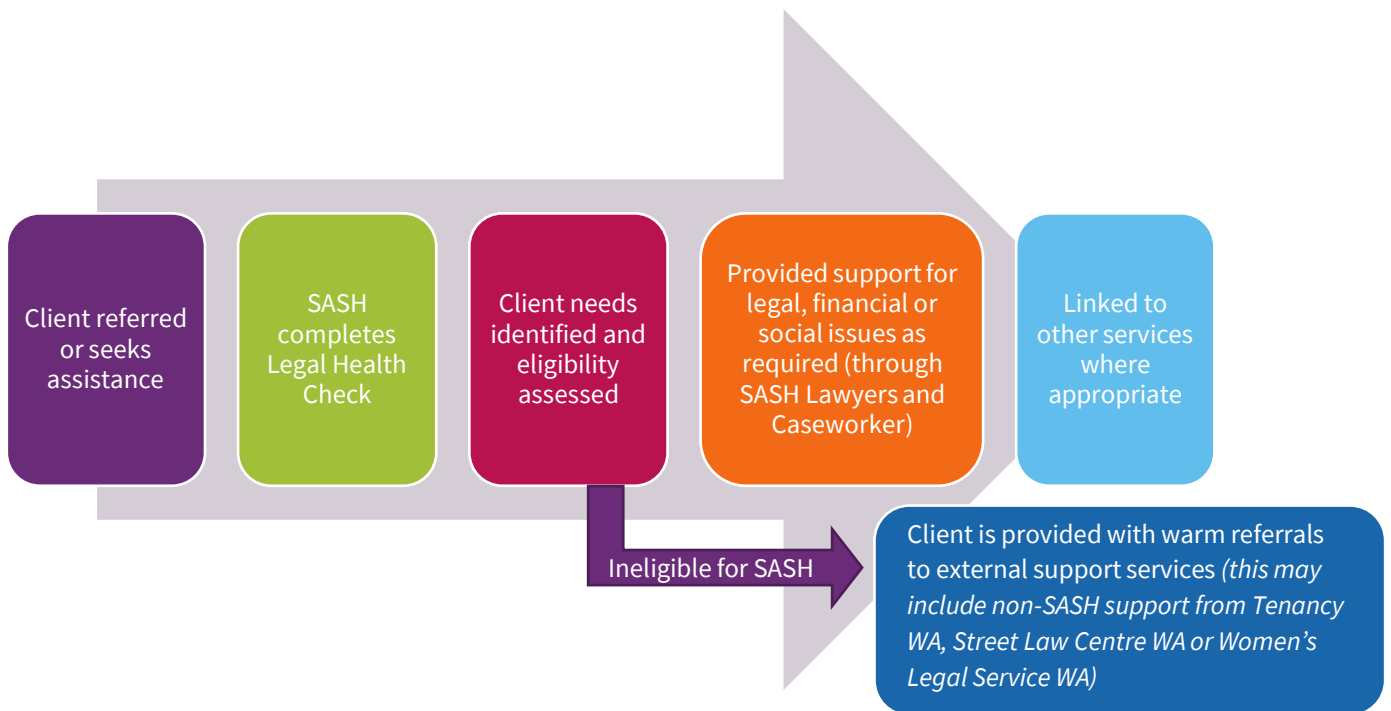 Client referred
or seeks
assistance
SASH
completes
Legal Health
Check
Client needs
identified and
eligibility
assessed
Provided support for
legal, financial or
social issues as
required (through
SASH Lawyers and
Caseworker)
Linked to
other services
where
appropriate
Ineligible for SASH
Client is provided with warm referrals
to external support services (this may
include non-SASH support from Tenancy
WA, Street Law Centre WA or Women’s
Legal Service WA)